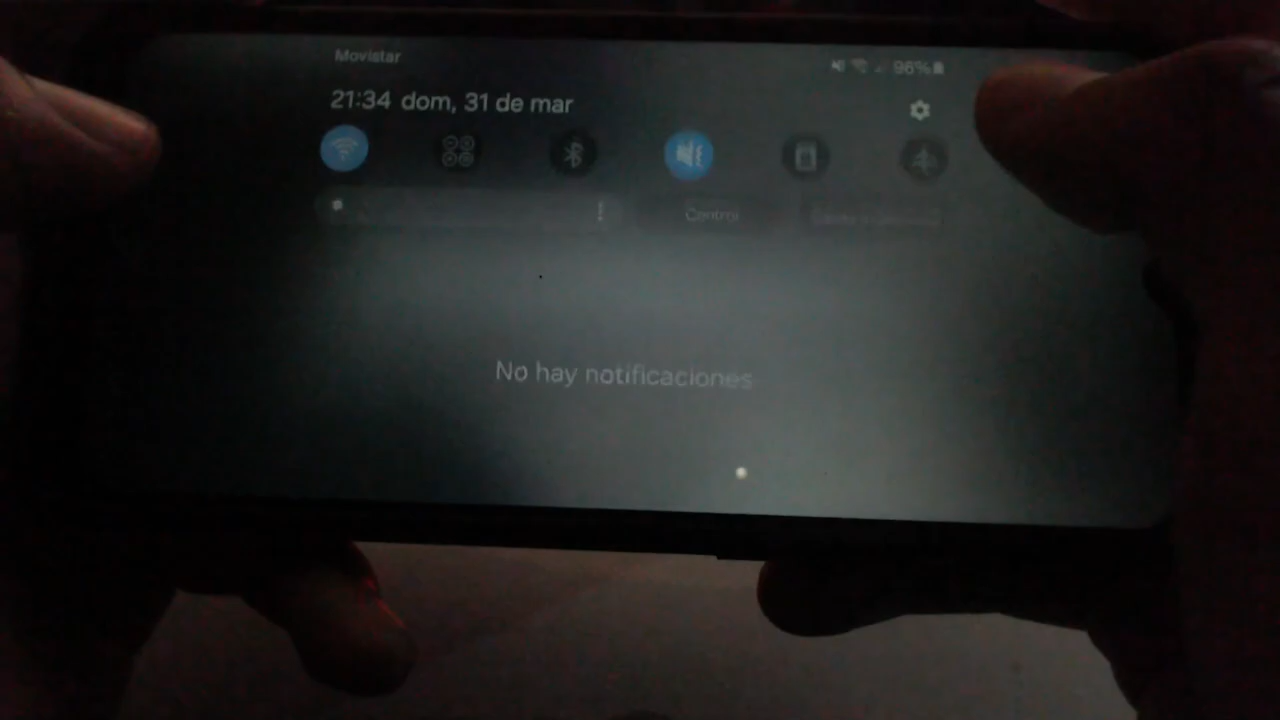 Movistar
96%
21:34 dom, 31 de mar
Control
No hay notificaciones